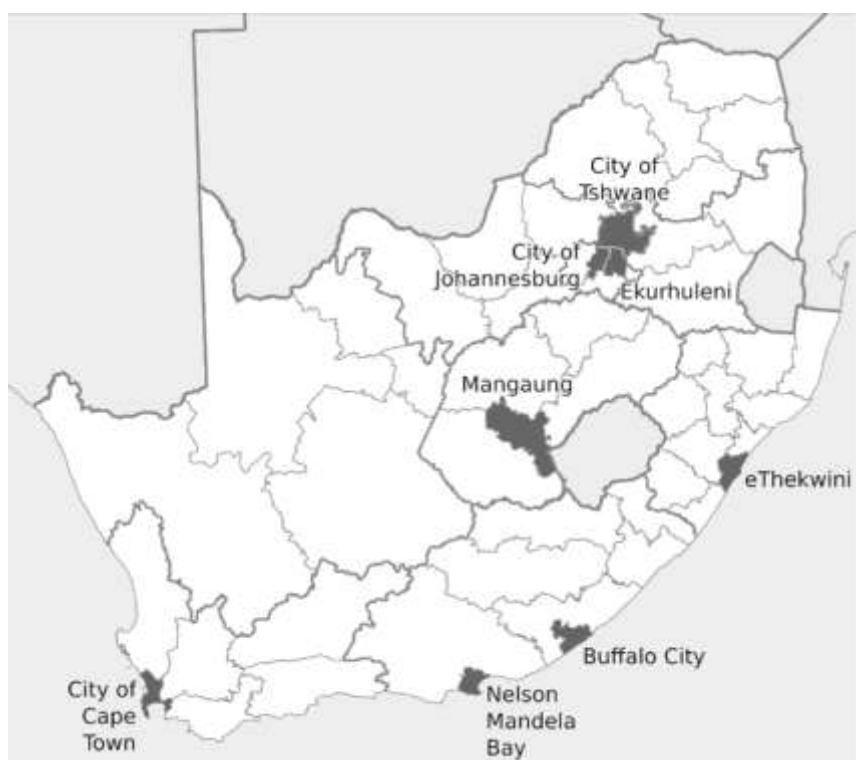 City of
Tshwane
City of
Johannesburg
Ekurhuleni
Mangaung
eThekwini
Buffalo City
City of
Cape
Town
Nelson
Mandela
Bay